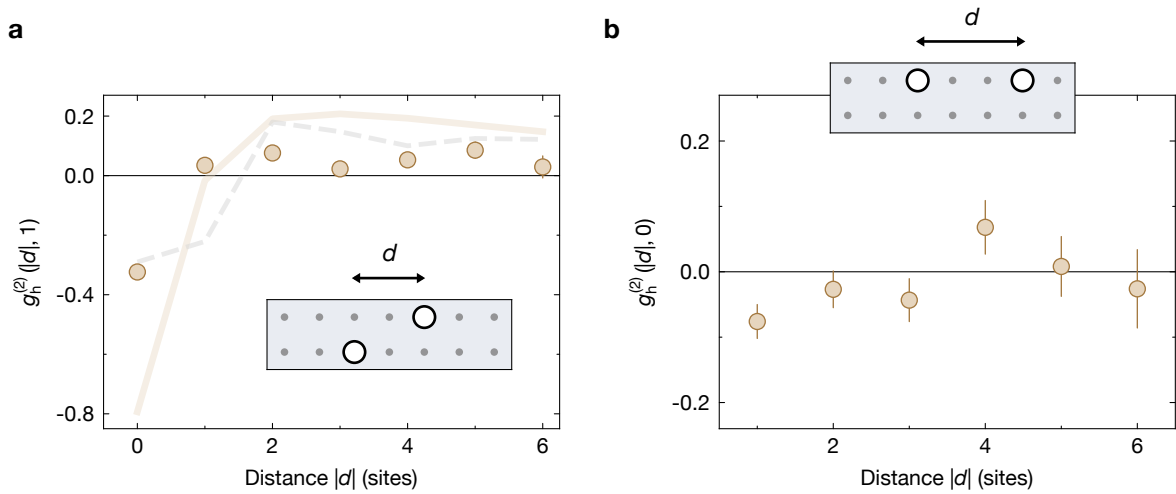 a
d
0.2
0.0
-0.4
-0.8
g_h^(2) (|d|, 1)
0 2 4 6
Distance |d| (sites)
b
d
0.2
0.0
-0.2
g_h^(2) (|d|, 0)
2 4 6
Distance |d| (sites)